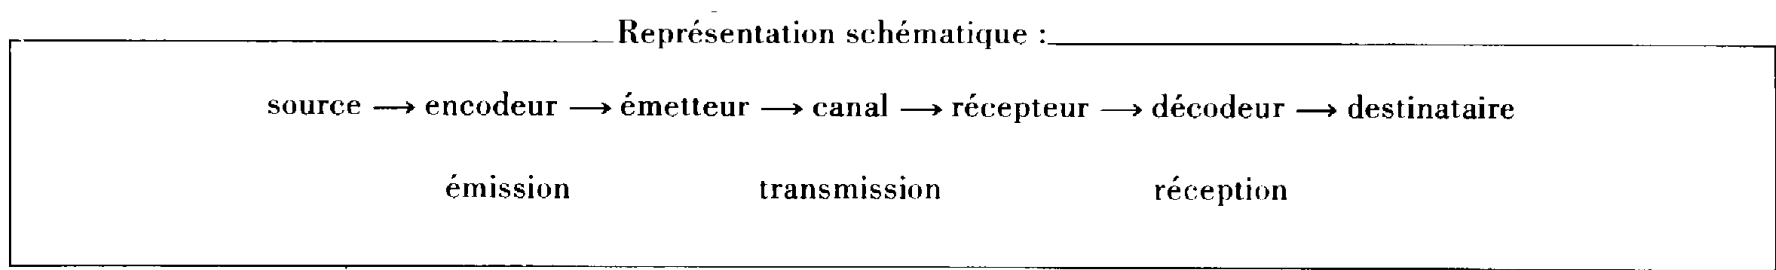 Représentation schématique :
source → encodeur → émetteur → canal → récepteur → décodeur → destinataire
émission transmission réception